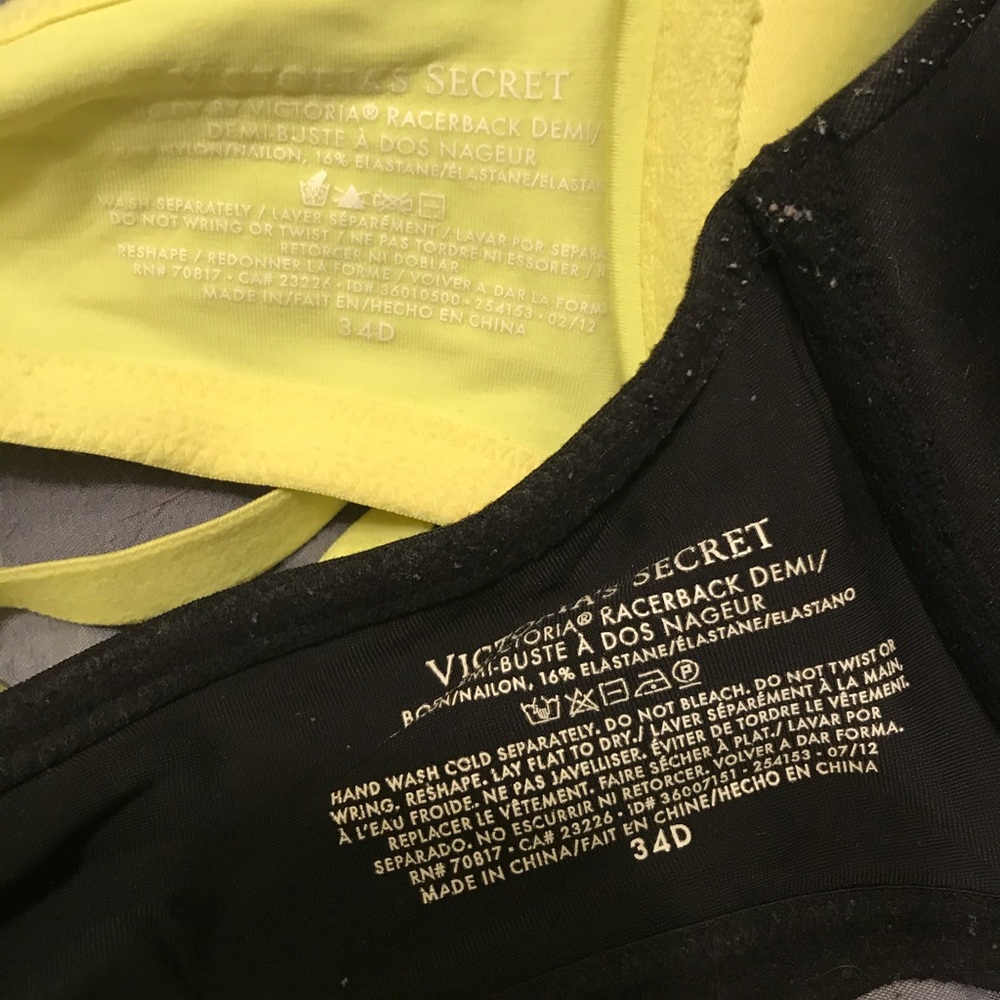 VICTORIA'S SECRET
BY VICTORIA® RACERBACK DEMI/
DEMI-BUSTE À DOS NAGEUR
NYLON/NAILON, 16% ELASTANE/ÉLASTANE/ELASTAN
WASH SEPARATELY / LAVER SÉPARÉMENT / LAVAR POR SEPARA
DO NOT WRING OR TWIST / NE PAS TORDRE NI ESSORER / N
RETORCER NI DOBLAR
RESHAPE / REDONNER LA FORME / VOLVER A DAR LA FORM
RN# 70817 · CA# 23226 · ID# 36010500 · 254153 · 02/12
MADE IN/FAIT EN/HECHO EN CHINA
34D
VICTORIA'S SECRET
VICTORIA® RACERBACK DEMI/
DEMI-BUSTE À DOS NAGEUR
/NAILON, 16% ELASTANE/ÉLASTANE/ELASTANO
HAND WASH COLD SEPARATELY. DO NOT BLEACH. DO NOT TWIST OR
WRING. RESHAPE. LAY FLAT TO DRY./ LAVER SÉPARÉMENT À LA MAIN,
À L'EAU FROIDE. NE PAS JAVELLISER. ÉVITER DE TORDRE LE VÊTEMENT.
REPLACER LE VÊTEMENT. FAIRE SÉCHER À PLAT./ LAVAR POR
SEPARADO. NO ESCURRIR NI RETORCER. VOLVER A DAR FORMA.
RN# 70817 · CA# 23226 · ID# 36007151 · 254153 · 07/12
MADE IN CHINA/FAIT EN CHINE/HECHO EN CHINA
34D